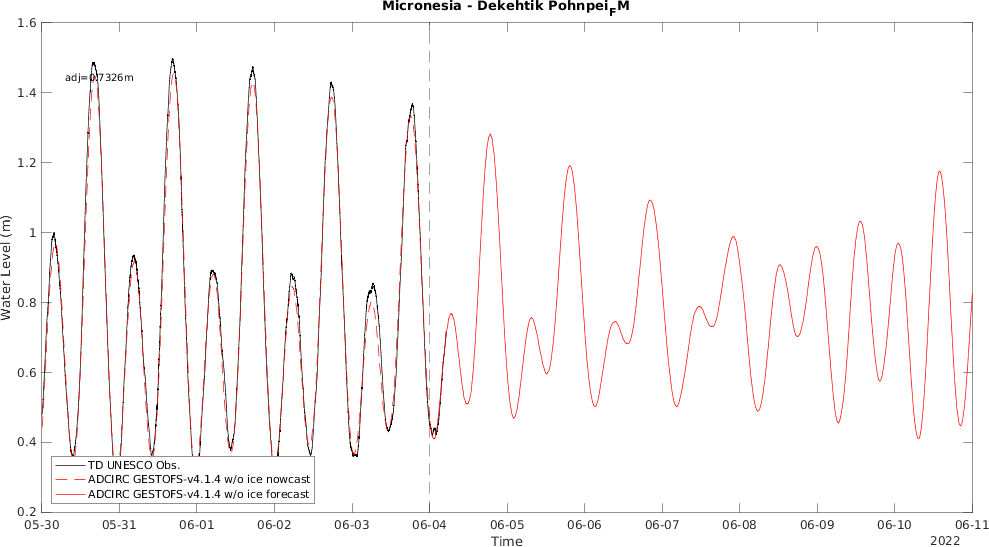 Micronesia - Dekehtik Pohnpei_FM
adj=0.7326m
Water Level (m)
1.6
1.4
1.2
1
0.8
0.6
0.4
0.2
TD UNESCO Obs.
ADCIRC GESTOFS-v4.1.4 w/o ice nowcast
ADCIRC GESTOFS-v4.1.4 w/o ice forecast
05-30 05-31 06-01 06-02 06-03 06-04 06-05 06-06 06-07 06-08 06-09 06-10 06-11
Time
2022